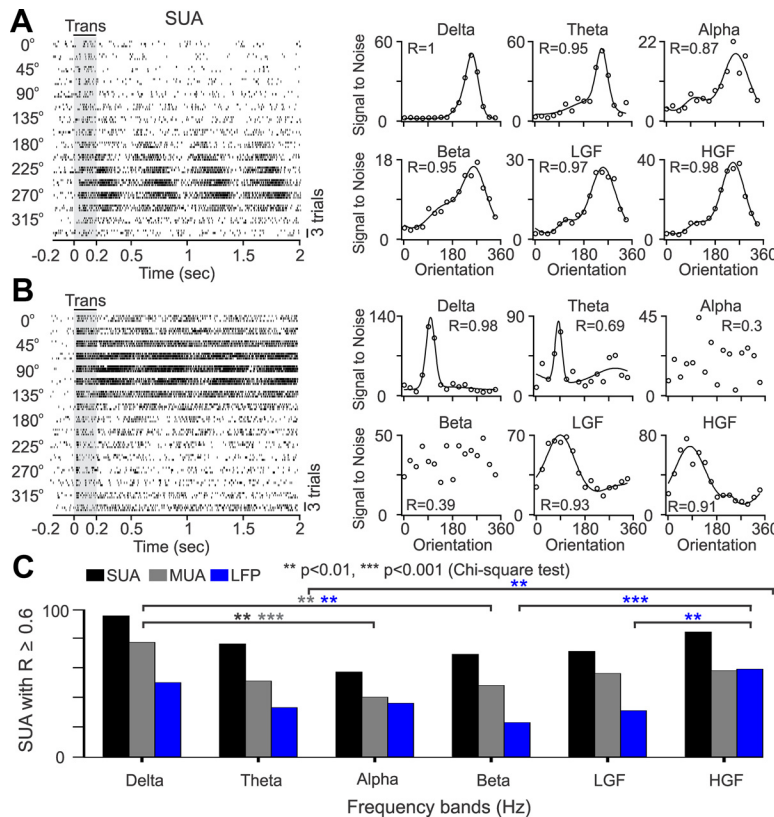 A
SUA
Trans
0°
45°
90°
135°
180°
225°
270°
315°
3 trials
-0.2 0 0.2 0.5 1 1.5 2
Time (sec)
Delta Theta Alpha
Signal to Noise
60 0 R=1
60 0 R=0.95
22 0 R=0.87
Beta LGF HGF
Signal to Noise
18 0 R=0.95
30 0 R=0.97
40 0 R=0.98
0 180 360 0 180 360 0 180 360
Orientation Orientation Orientation
B
Trans
0°
45°
90°
135°
180°
225°
270°
315°
3 trials
-0.2 0 0.2 0.5 1 1.5 2
Time (sec)
Delta Theta Alpha
Signal to Noise
140 0 R=0.98
90 0 R=0.69
45 0 R=0.3
Beta LGF HGF
Signal to Noise
50 0 R=0.39
70 0 R=0.93
80 0 R=0.91
0 180 360 0 180 360 0 180 360
Orientation Orientation Orientation
C
SUA MUA LFP
** p<0.01, *** p<0.001 (Chi-square test)
**
** **
***
** ***
**
SUA with R ≥ 0.6
100
0
Delta Theta Alpha Beta LGF HGF
Frequency bands (Hz)